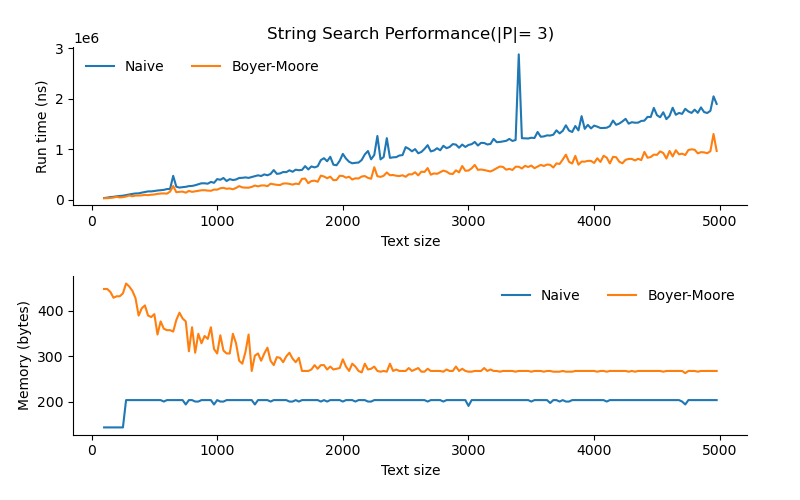 String Search Performance(|P|= 3)
1e6
Naive
Boyer-Moore
3
2
1
0
Run time (ns)
0
1000
2000
3000
4000
5000
Text size
Naive
Boyer-Moore
400
300
200
Memory (bytes)
0
1000
2000
3000
4000
5000
Text size